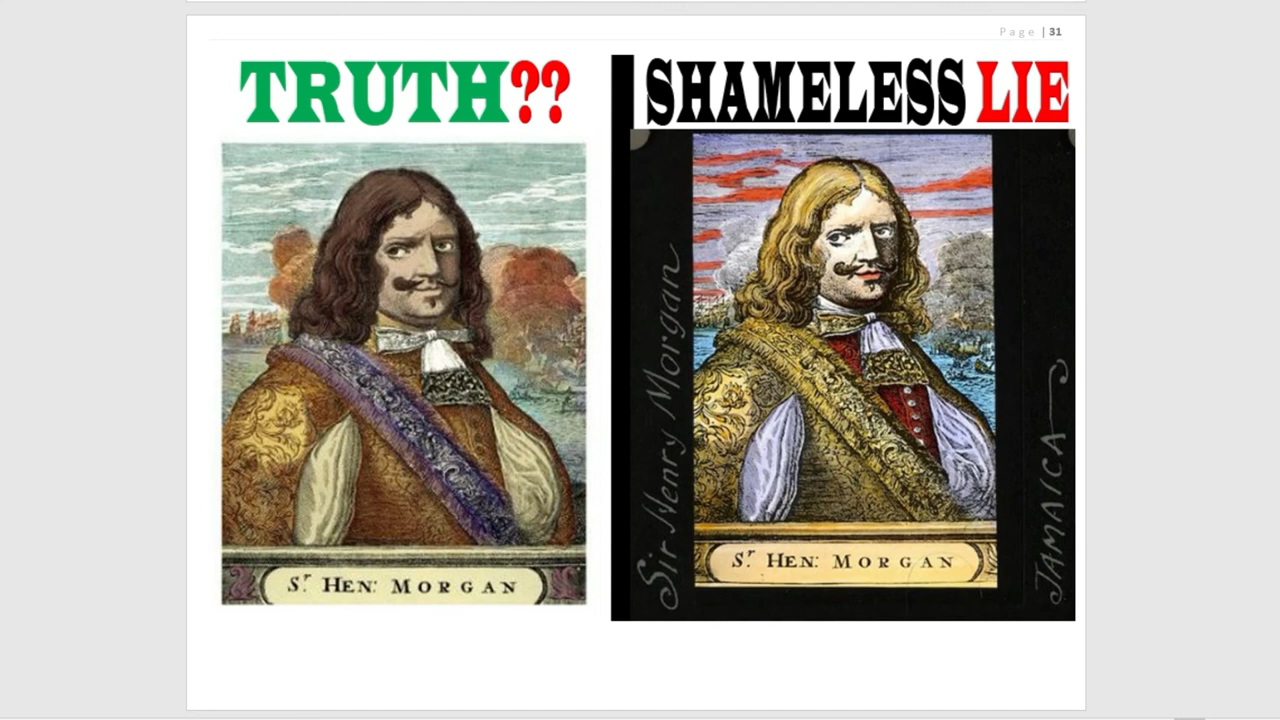 Page | 31
TRUTH??
SHAMELESS LIE
Sir Henry Morgan
JAMAICA
Sr HEN: MORGAN
Sr HEN: MORGAN